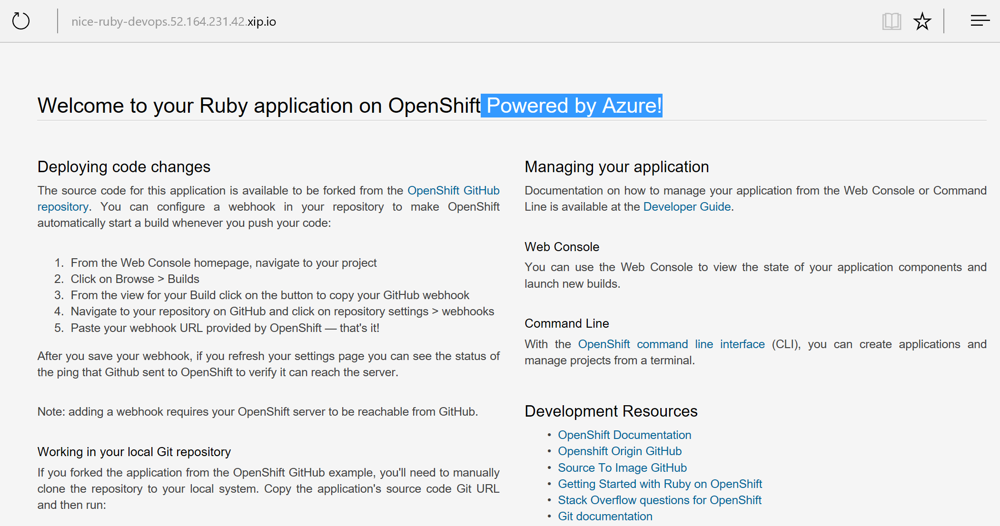 nice-ruby-devops.52.164.231.42.xip.io
Welcome to your Ruby application on OpenShift Powered by Azure!
Deploying code changes
The source code for this application is available to be forked from the OpenShift GitHub
repository. You can configure a webhook in your repository to make OpenShift
automatically start a build whenever you push your code:
1. From the Web Console homepage, navigate to your project
2. Click on Browse > Builds
3. From the view for your Build click on the button to copy your GitHub webhook
4. Navigate to your repository on GitHub and click on repository settings > webhooks
5. Paste your webhook URL provided by OpenShift — that's it!
After you save your webhook, if you refresh your settings page you can see the status of
the ping that Github sent to OpenShift to verify it can reach the server.
Note: adding a webhook requires your OpenShift server to be reachable from GitHub.
Working in your local Git repository
If you forked the application from the OpenShift GitHub example, you'll need to manually
clone the repository to your local system. Copy the application's source code Git URL
and then run:
Managing your application
Documentation on how to manage your application from the Web Console or Command
Line is available at the Developer Guide.
Web Console
You can use the Web Console to view the state of your application components and
launch new builds.
Command Line
With the OpenShift command line interface (CLI), you can create applications and
manage projects from a terminal.
Development Resources
• OpenShift Documentation
• Openshift Origin GitHub
• Source To Image GitHub
• Getting Started with Ruby on OpenShift
• Stack Overflow questions for OpenShift
• Git documentation